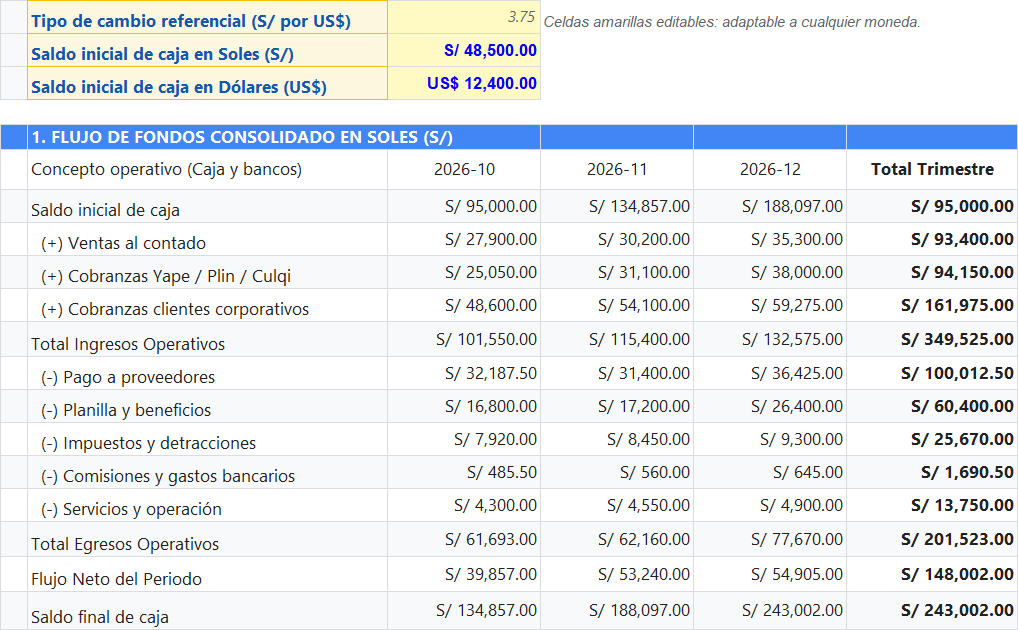 Tipo de cambio referencial (S/ por US$) 3.75 Celdas amarillas editables: adaptable a cualquier moneda.
Saldo inicial de caja en Soles (S/) S/ 48,500.00
Saldo inicial de caja en Dólares (US$) US$ 12,400.00
1. FLUJO DE FONDOS CONSOLIDADO EN SOLES (S/)
Concepto operativo (Caja y bancos) 2026-10 2026-11 2026-12 Total Trimestre
Saldo inicial de caja S/ 95,000.00 S/ 134,857.00 S/ 188,097.00 S/ 95,000.00
(+) Ventas al contado S/ 27,900.00 S/ 30,200.00 S/ 35,300.00 S/ 93,400.00
(+) Cobranzas Yape / Plin / Culqi S/ 25,050.00 S/ 31,100.00 S/ 38,000.00 S/ 94,150.00
(+) Cobranzas clientes corporativos S/ 48,600.00 S/ 54,100.00 S/ 59,275.00 S/ 161,975.00
Total Ingresos Operativos S/ 101,550.00 S/ 115,400.00 S/ 132,575.00 S/ 349,525.00
(-) Pago a proveedores S/ 32,187.50 S/ 31,400.00 S/ 36,425.00 S/ 100,012.50
(-) Planilla y beneficios S/ 16,800.00 S/ 17,200.00 S/ 26,400.00 S/ 60,400.00
(-) Impuestos y detracciones S/ 7,920.00 S/ 8,450.00 S/ 9,300.00 S/ 25,670.00
(-) Comisiones y gastos bancarios S/ 485.50 S/ 560.00 S/ 645.00 S/ 1,690.50
(-) Servicios y operación S/ 4,300.00 S/ 4,550.00 S/ 4,900.00 S/ 13,750.00
Total Egresos Operativos S/ 61,693.00 S/ 62,160.00 S/ 77,670.00 S/ 201,523.00
Flujo Neto del Periodo S/ 39,857.00 S/ 53,240.00 S/ 54,905.00 S/ 148,002.00
Saldo final de caja S/ 134,857.00 S/ 188,097.00 S/ 243,002.00 S/ 243,002.00